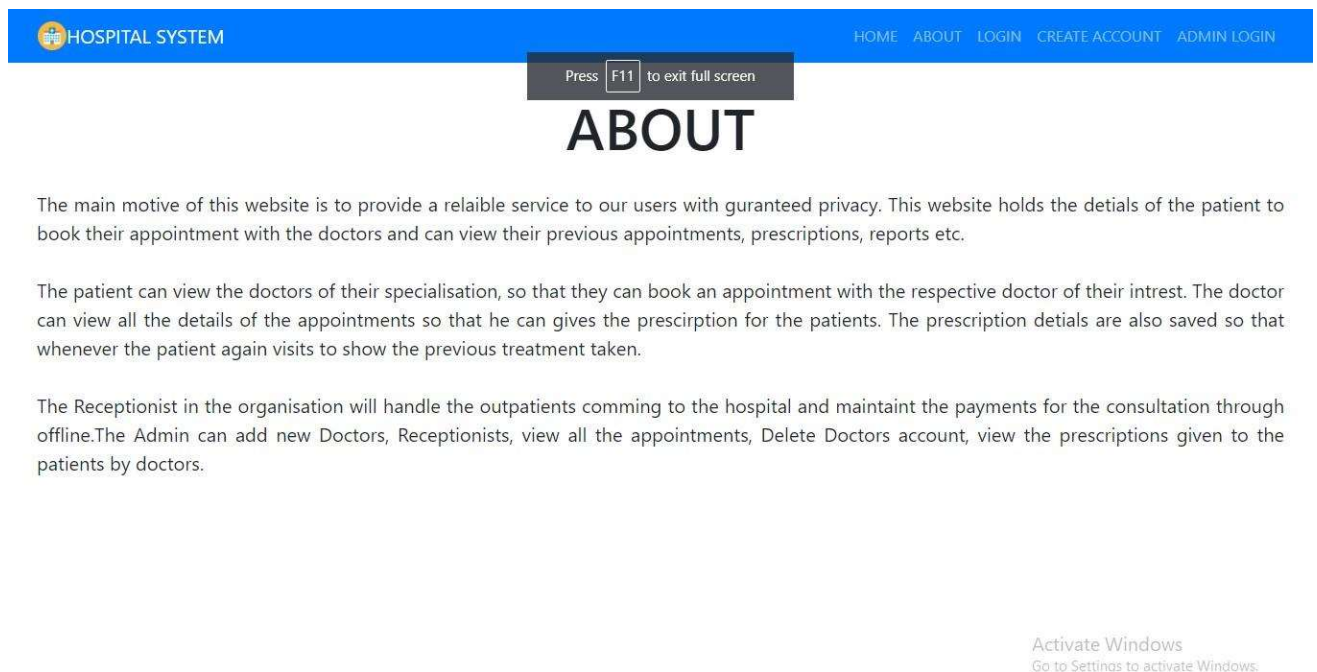 HOSPITAL SYSTEM HOME ABOUT LOGIN CREATE ACCOUNT ADMIN LOGIN
Press F11 to exit full screen
ABOUT
The main motive of this website is to provide a relaible service to our users with guranteed privacy. This website holds the detials of the patient to
book their appointment with the doctors and can view their previous appointments, prescriptions, reports etc.
The patient can view the doctors of their specialisation, so that they can book an appointment with the respective doctor of their intrest. The doctor
can view all the details of the appointments so that he can gives the prescirption for the patients. The prescription detials are also saved so that
whenever the patient again visits to show the previous treatment taken.
The Receptionist in the organisation will handle the outpatients comming to the hospital and maintaint the payments for the consultation through
offline.The Admin can add new Doctors, Receptionists, view all the appointments, Delete Doctors account, view the prescriptions given to the
patients by doctors.
Activate Windows
Go to Settings to activate Windows.